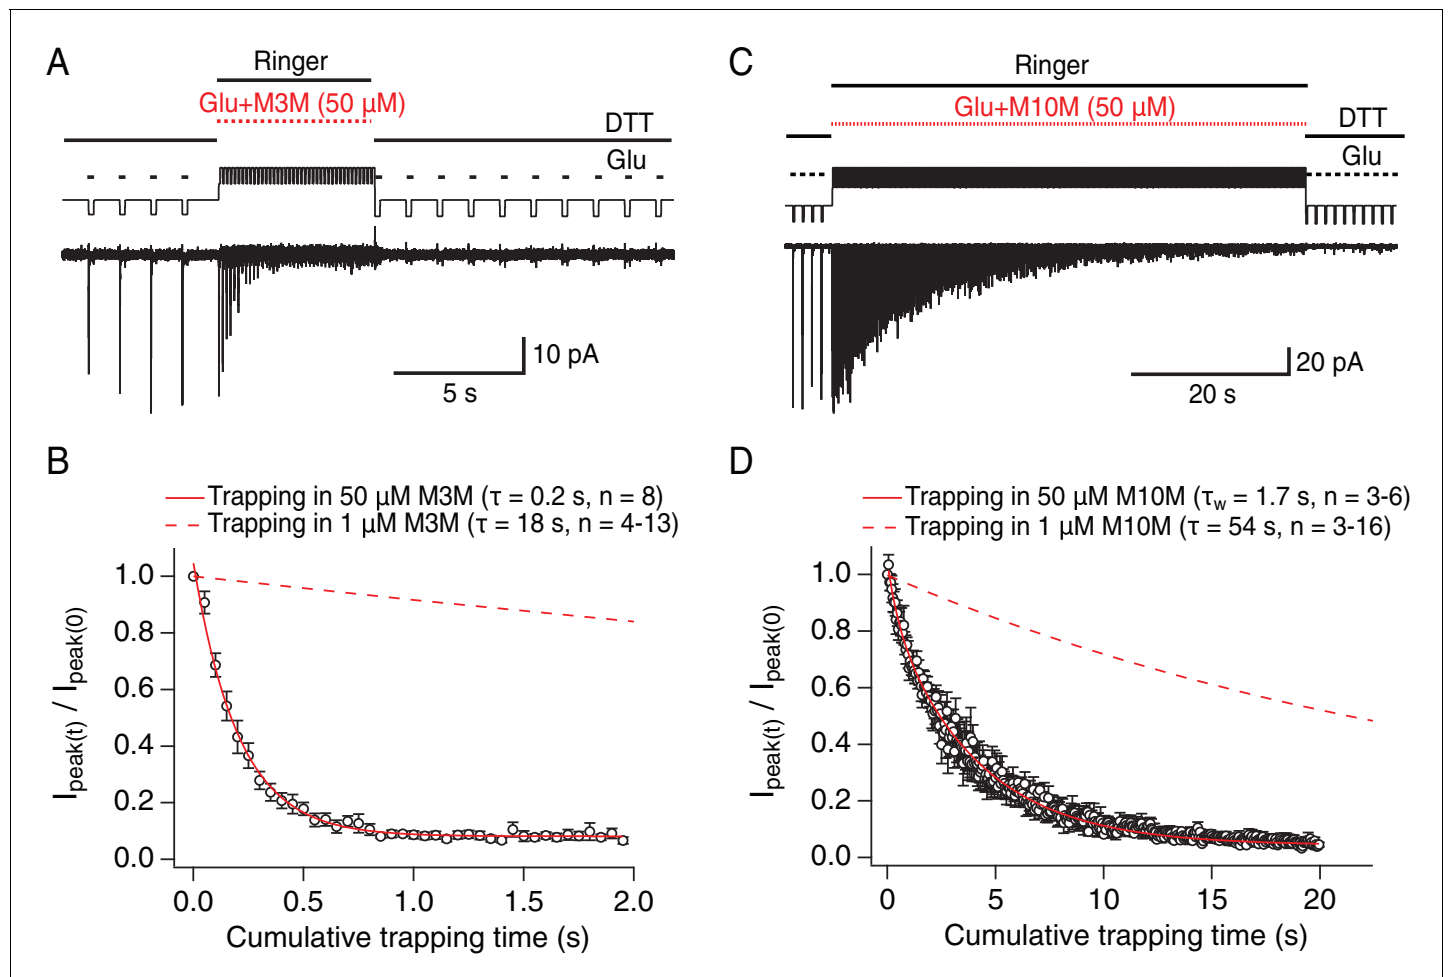 A
Ringer
Glu+M3M (50 µM)
DTT
Glu
10 pA
5 s
C
Ringer
Glu+M10M (50 µM)
DTT
Glu
20 pA
20 s
B
Trapping in 50 µM M3M (τ = 0.2 s, n = 8)
Trapping in 1 µM M3M (τ = 18 s, n = 4-13)
Ipeak(t) / Ipeak(0)
1.0
0.8
0.6
0.4
0.2
0.0
0.0 0.5 1.0 1.5 2.0
Cumulative trapping time (s)
D
Trapping in 50 µM M10M (τw = 1.7 s, n = 3-6)
Trapping in 1 µM M10M (τ = 54 s, n = 3-16)
Ipeak(t) / Ipeak(0)
1.0
0.8
0.6
0.4
0.2
0.0
0 5 10 15 20
Cumulative trapping time (s)